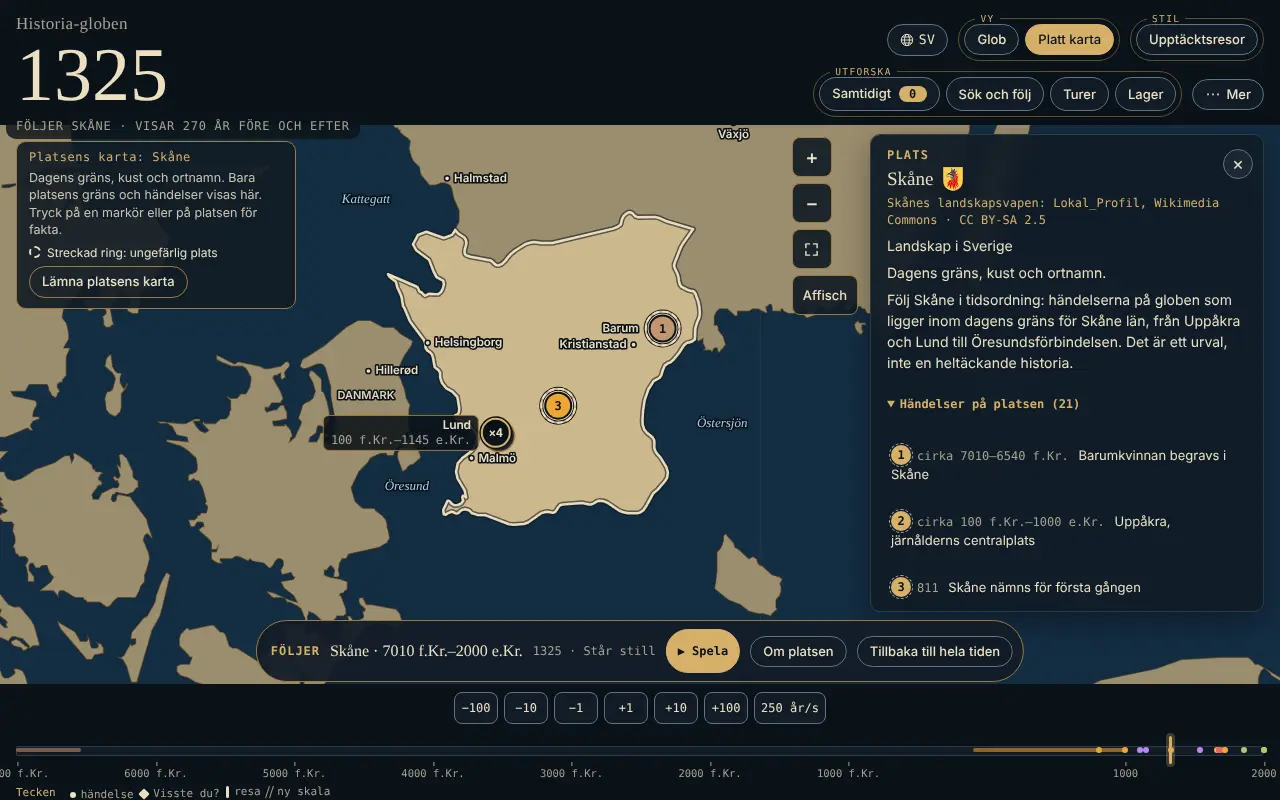 Historia-globen
1325
FÖLJER SKÅNE · VISAR 270 ÅR FÖRE OCH EFTER
SV
VY
Glob
Platt karta
STIL
Upptäcktsresor
UTFORSKA
Samtidigt 0
Sök och följ
Turer
Lager
··· Mer
Platsens karta: Skåne
Dagens gräns, kust och ortnamn. Bara
platsens gräns och händelser visas här.
Tryck på en markör eller på platsen för
fakta.
Streckad ring: ungefärlig plats
Lämna platsens karta
Växjö
Halmstad
Kattegatt
Barum
1
Kristianstad
Helsingborg
Hillerød
DANMARK
3
Lund
100 f.Kr.–1145 e.Kr.
×4
Malmö
Öresund
Östersjön
+
−
Affisch
PLATS
×
Skåne
Skånes landskapsvapen: Lokal_Profil, Wikimedia
Commons · CC BY-SA 2.5
Landskap i Sverige
Dagens gräns, kust och ortnamn.
Följ Skåne i tidsordning: händelserna på globen som
ligger inom dagens gräns för Skåne län, från Uppåkra
och Lund till Öresundsförbindelsen. Det är ett urval,
inte en heltäckande historia.
▼ Händelser på platsen (21)
1 cirka 7010–6540 f.Kr. Barumkvinnan begravs i
Skåne
2 cirka 100 f.Kr.–1000 e.Kr. Uppåkra,
järnålderns centralplats
3 811 Skåne nämns för första gången
FÖLJER
Skåne · 7010 f.Kr.–2000 e.Kr.
1325 · Står still
▶ Spela
Om platsen
Tillbaka till hela tiden
−100
−10
−1
+1
+10
+100
250 år/s
00 f.Kr.
6000 f.Kr.
5000 f.Kr.
4000 f.Kr.
3000 f.Kr.
2000 f.Kr.
1000 f.Kr.
1000
2000
Tecken
händelse
Visste du?
resa
// ny skala